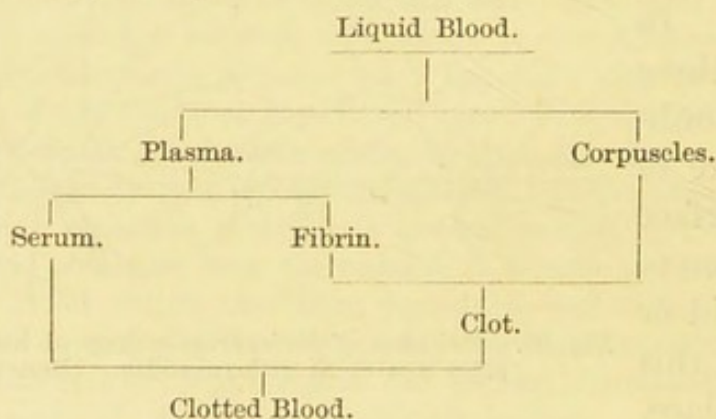 Liquid Blood.
Plasma. Corpuscles.
Serum. Fibrin.
Clot.
Clotted Blood.